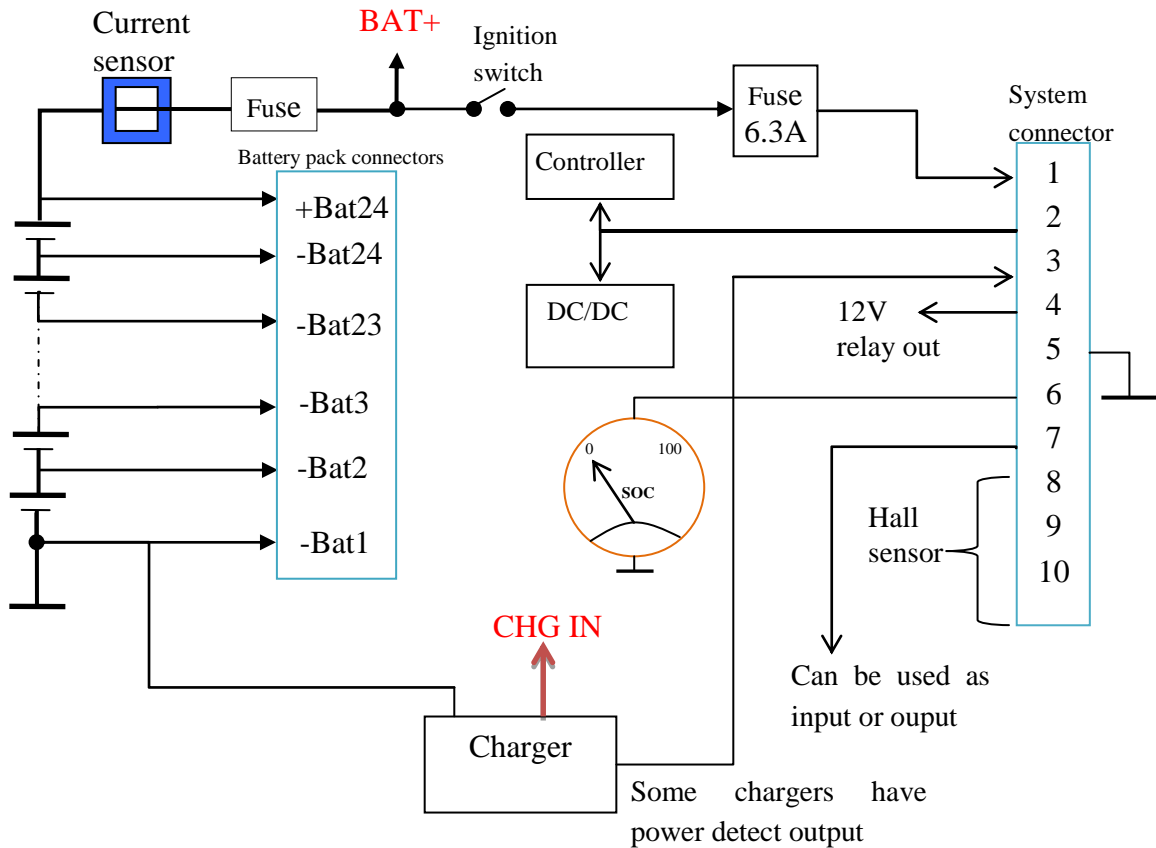 Current
sensor
BAT+
Ignition
switch
Fuse
Fuse
6.3A
System
connector
Battery pack connectors
Controller
+Bat24
-Bat24
-Bat23
-Bat3
-Bat2
-Bat1
DC/DC
12V
relay out
1
2
3
4
5
6
7
8
9
10
0
100
SOC
Hall
sensor
CHG IN
Charger
Can be used as
input or ouput
Some chargers have
power detect output